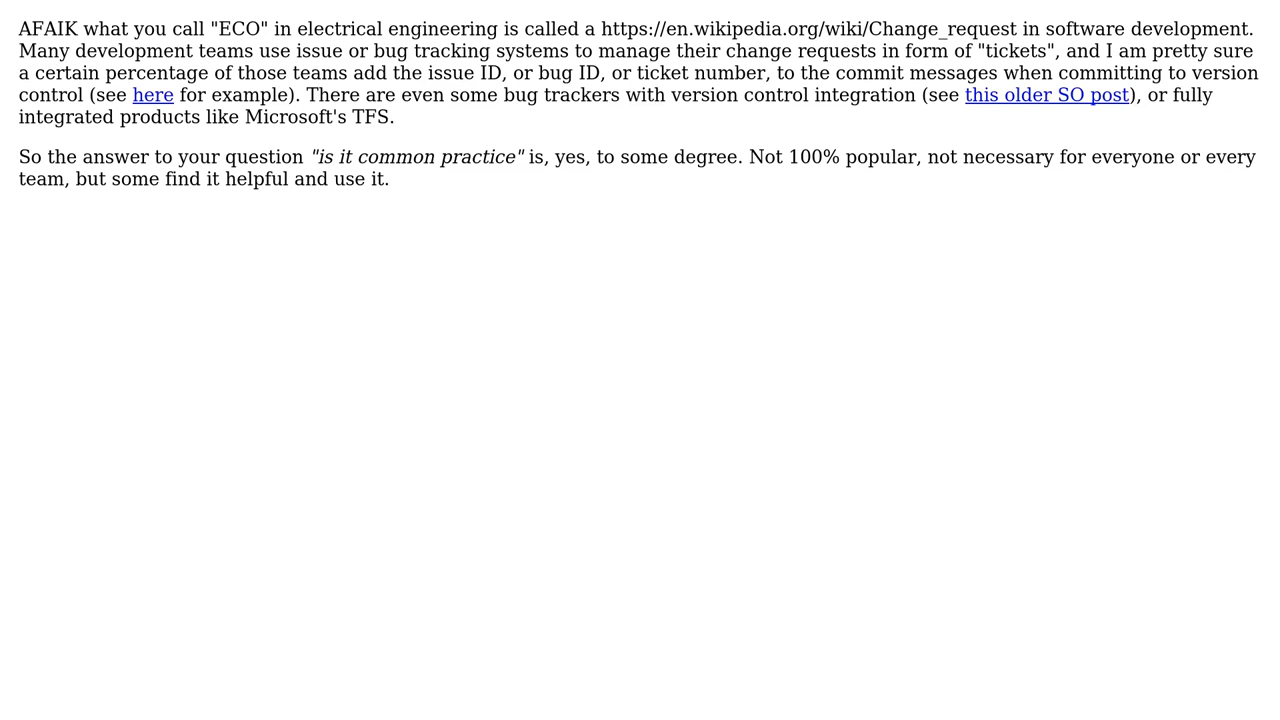 AFAIK what you call "ECO" in electrical engineering is called a https://en.wikipedia.org/wiki/Change_request in software development.
Many development teams use issue or bug tracking systems to manage their change requests in form of "tickets", and I am pretty sure
a certain percentage of those teams add the issue ID, or bug ID, or ticket number, to the commit messages when committing to version
control (see here for example). There are even some bug trackers with version control integration (see this older SO post), or fully
integrated products like Microsoft's TFS.
So the answer to your question "is it common practice" is, yes, to some degree. Not 100% popular, not necessary for everyone or every
team, but some find it helpful and use it.